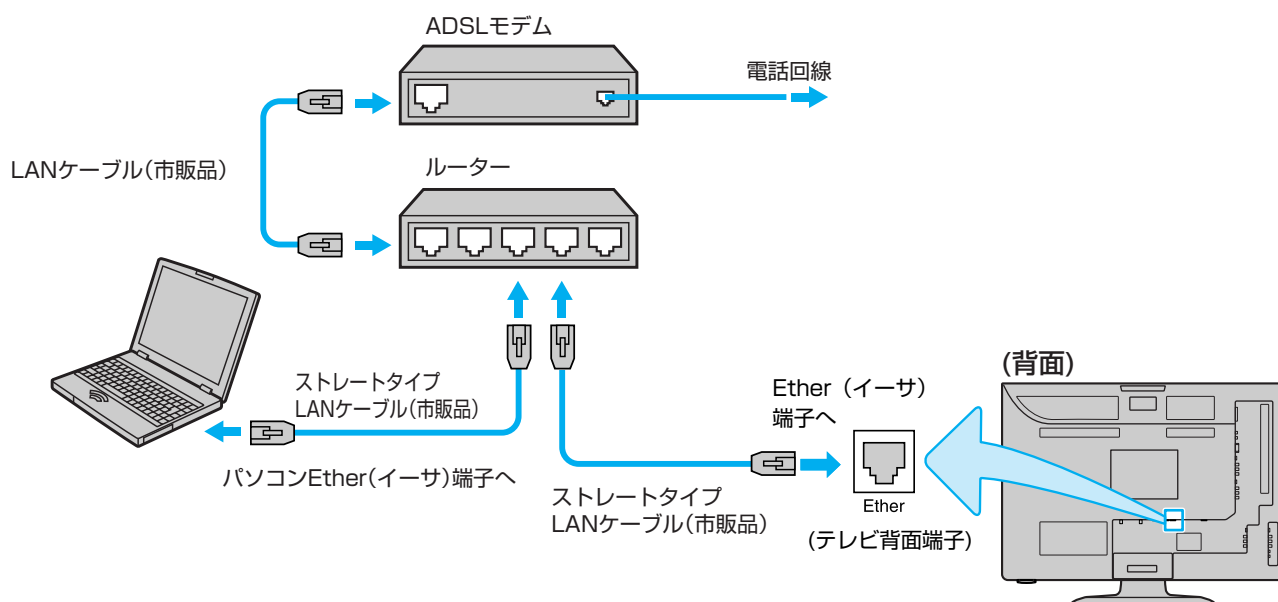 ADSLモデム
電話回線
LANケーブル（市販品）
ルーター
(背面)
ストレートタイプ
LANケーブル（市販品）
Ether（イーサ）
端子へ
パソコンEther（イーサ）端子へ
ストレートタイプ
LANケーブル（市販品）
Ether
(テレビ背面端子)